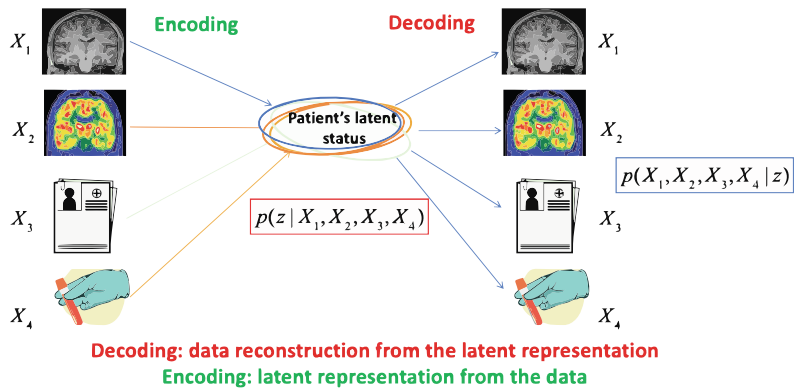 Encoding
Decoding
X1
X1
X2
Patient's latent
status
X2
p(X1, X2, X3, X4 | z)
X3
p(z | X1, X2, X3, X4)
X3
X4
X4
Decoding: data reconstruction from the latent representation
Encoding: latent representation from the data